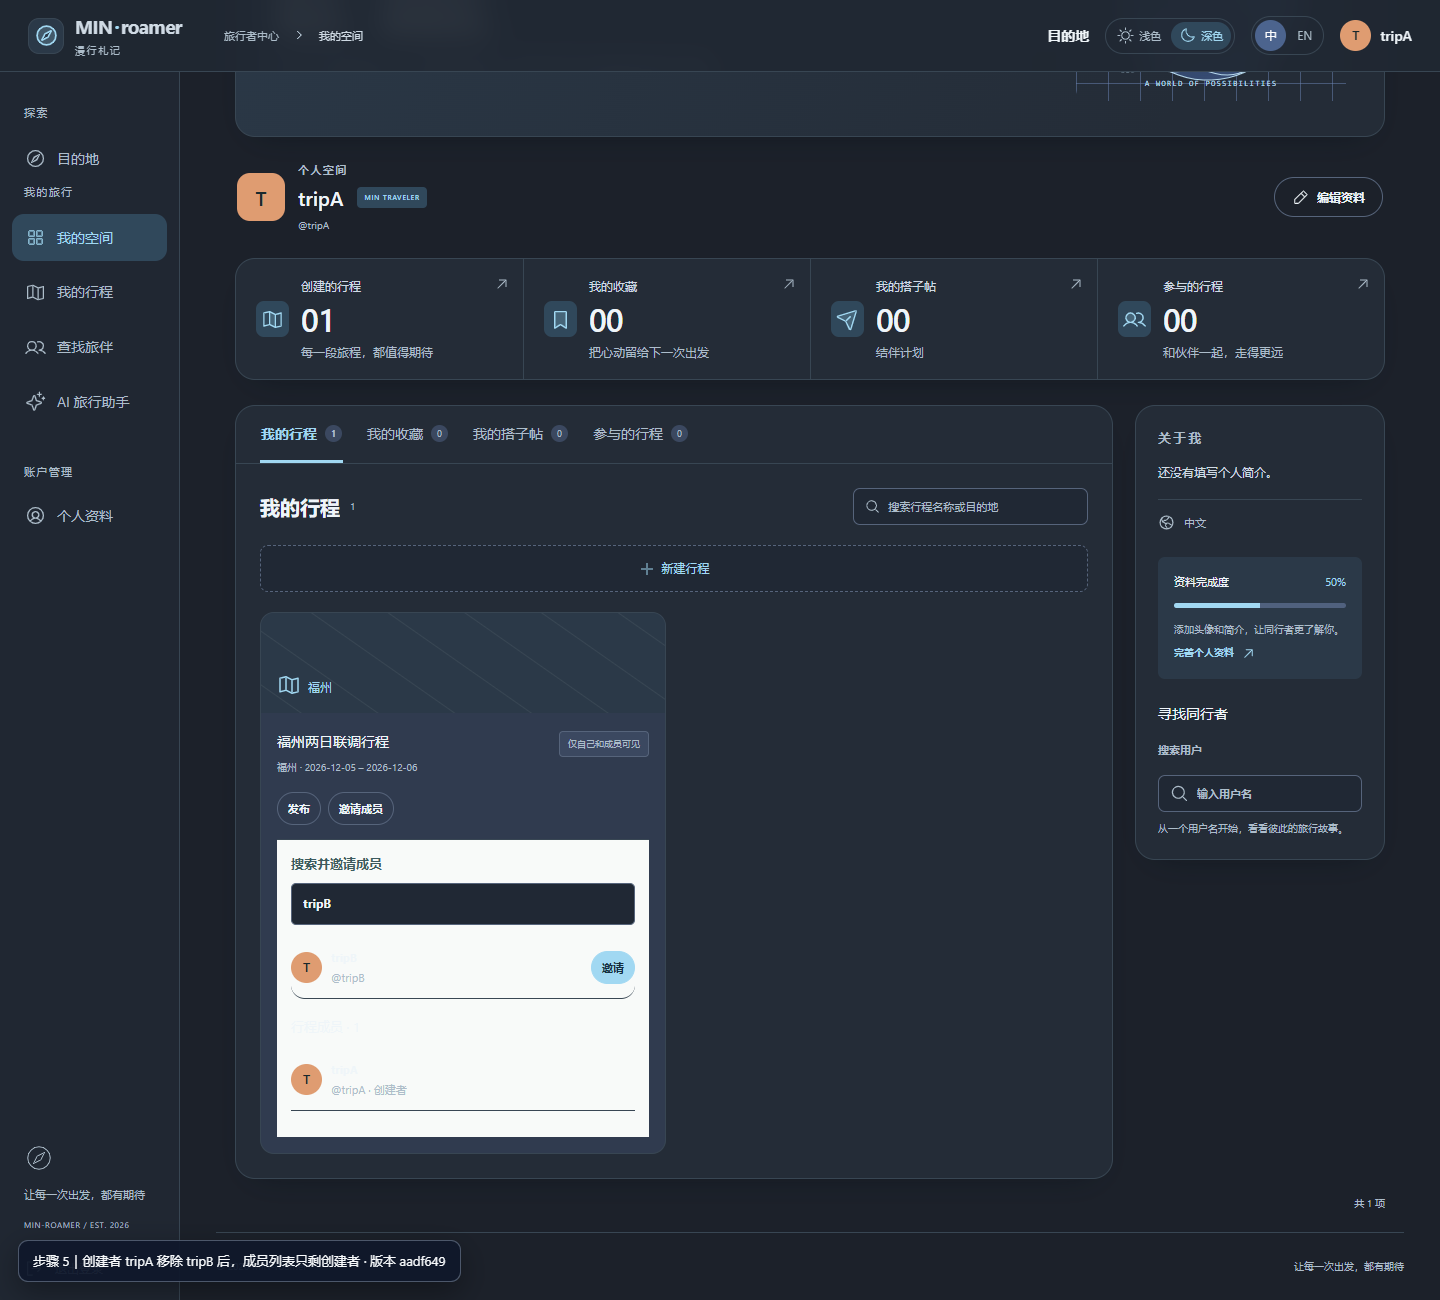 MIN·roamer
漫行札记
旅行者中心
我的空间
目的地
浅色
深色
中
EN
T
tripA
探索
目的地
我的旅行
我的空间
我的行程
查找旅伴
AI 旅行助手
账户管理
个人资料
让每一次出发，都有期待
MIN-ROAMER / EST. 2026
A WORLD OF POSSIBILITIES
个人空间
T
tripA
MIN TRAVELER
@tripA
编辑资料
创建的行程
01
每一段旅程，都值得期待
我的收藏
00
把心动留给下一次出发
我的搭子帖
00
结伴计划
参与的行程
00
和伙伴一起，走得更远
我的行程 1
我的收藏 0
我的搭子帖 0
参与的行程 0
我的行程 1
搜索行程名称或目的地
新建行程
福州
福州两日联调行程
仅自己和成员可见
福州 · 2026-12-05 – 2026-12-06
发布
邀请成员
搜索并邀请成员
tripB
T
tripB
@tripB
邀请
行程成员 · 1
T
tripA
@tripA · 创建者
关于我
还没有填写个人简介。
中文
资料完成度
50%
添加头像和简介，让同行者更了解你。
完善个人资料
寻找同行者
搜索用户
输入用户名
从一个用户名开始，看看彼此的旅行故事。
共 1 项
让每一次出发，都有期待
步骤 5 | 创建者 tripA 移除 tripB 后，成员列表只剩创建者 · 版本 aadf649